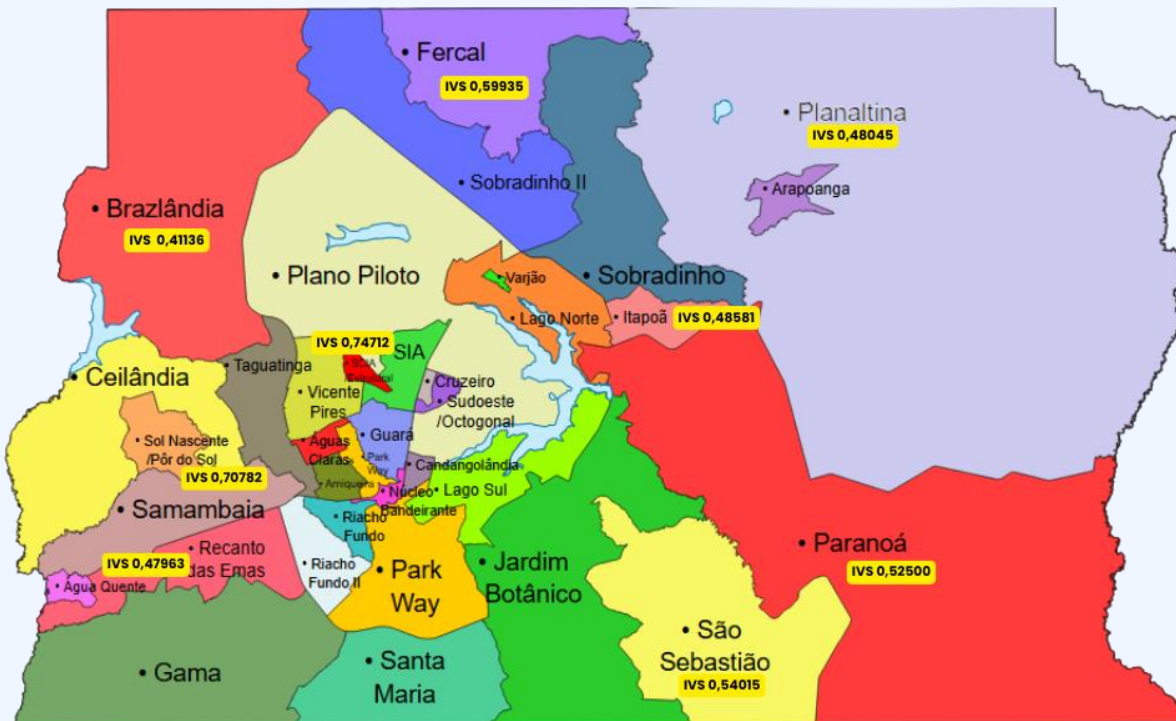 • Fercal
IVS 0,59935
• Planaltina
IVS 0,48045
• Arapoanga
• Sobradinho II
• Brazlândia
IVS 0,41136
• Plano Piloto
• Varjão
• Sobradinho
• Lago Norte
• Itapoã
IVS 0,48581
IVS 0,74712
SIA
• Taguatinga
• Ceilândia
• Vicente
Pires
• Cruzeiro
• Sudoeste
/Octogonal
• Sol Nascente
/Pôr do Sol
IVS 0,70782
• Águas
Claras
• Guará
• Park
Way
• Candangolândia
• Arniqueira
• Núcleo
Bandeirante
• Lago Sul
• Samambaia
• Riacho
Fundo
• Recanto
das Emas
IVS 0,47963
• Água Quente
• Riacho
Fundo II
• Park
Way
• Jardim
Botânico
• Paranoá
IVS 0,52500
• São
Sebastião
IVS 0,54015
• Gama
• Santa
Maria